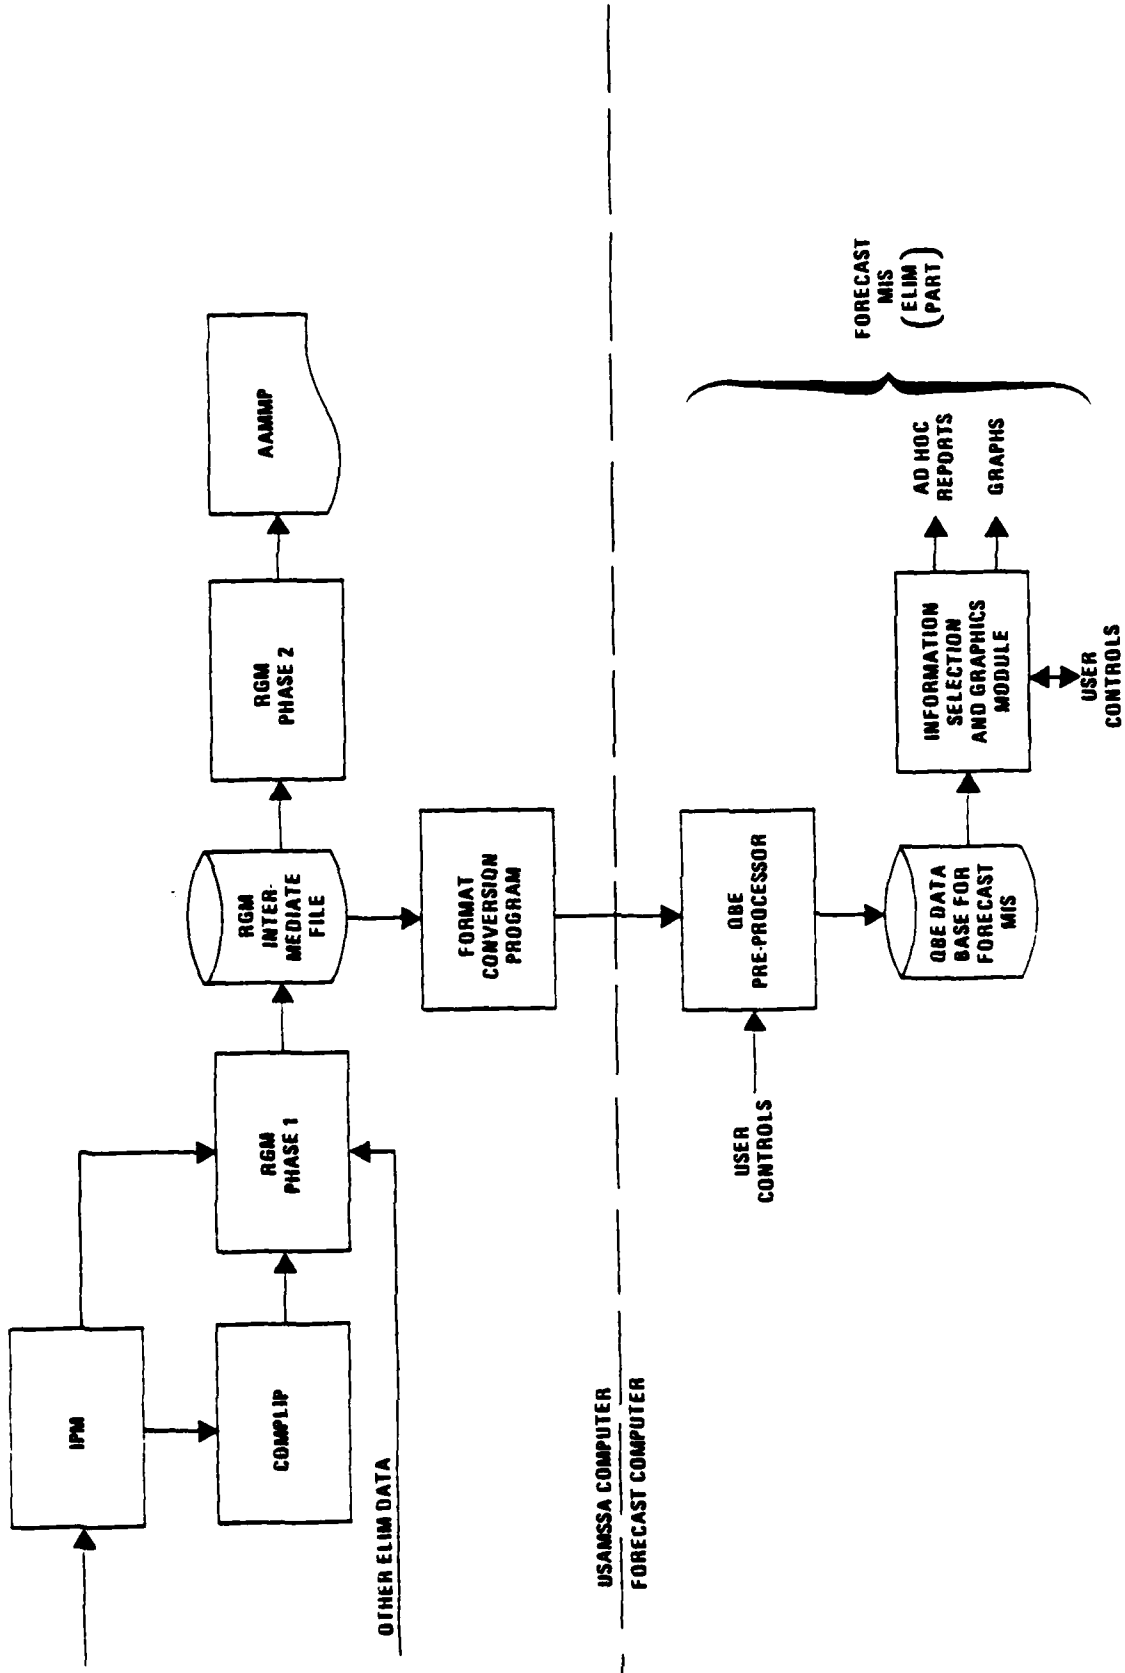 IPM
COMPLIP
OTHER ELIM DATA
RGM
PHASE 1
RGM
INTER-
MEDIATE
FILE
RGM
PHASE 2
AAMMP
FORMAT
CONVERSION
PROGRAM
USAMSSA COMPUTER
FORECAST COMPUTER
USER
CONTROLS
QBE
PRE-PROCESSOR
QBE DATA
BASE FOR
FORECAST
MIS
INFORMATION
SELECTION
AND GRAPHICS
MODULE
USER
CONTROLS
AD HOC
REPORTS
GRAPHS
FORECAST
MIS
(ELIM
PART)